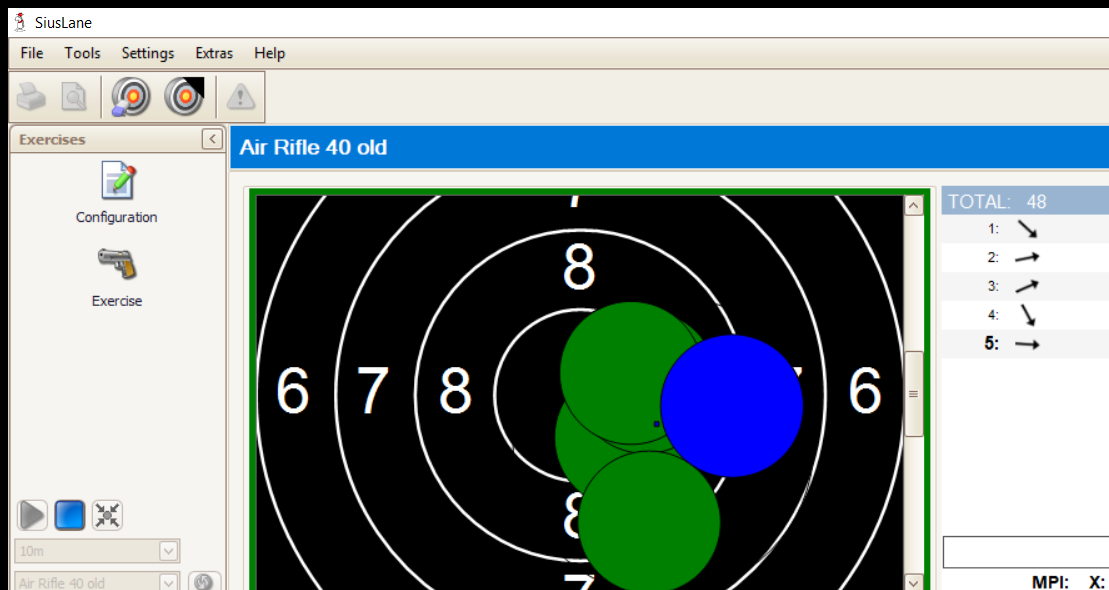 SiusLane
File Tools Settings Extras Help
Exercises
Air Rifle 40 old
Configuration
Exercise
10m
Air Rifle 40 old
7
8
6 7 8 7 6
8
7
TOTAL: 48
1:
2:
3:
4:
5:
MPI: X: